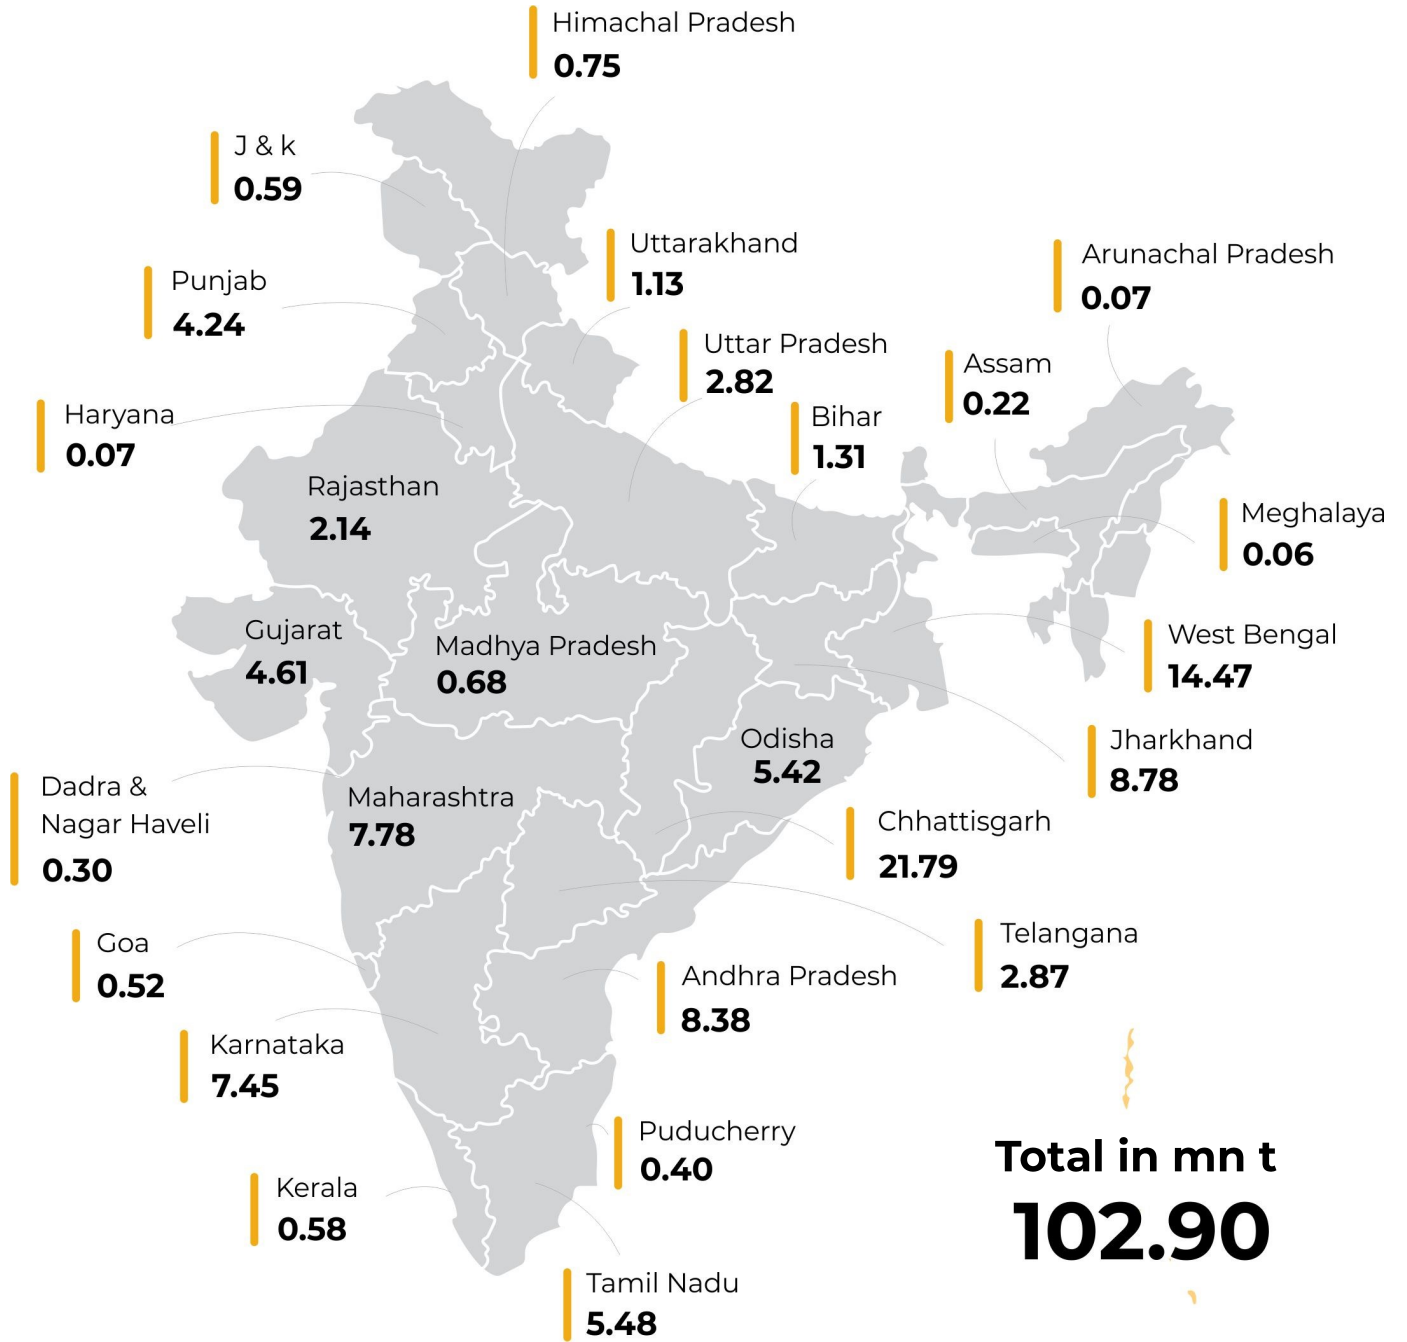 Himachal Pradesh
0.75
J & k
0.59
Uttarakhand
1.13
Arunachal Pradesh
0.07
Punjab
4.24
Uttar Pradesh
2.82
Assam
0.22
Haryana
0.07
Bihar
1.31
Rajasthan
2.14
Meghalaya
0.06
Gujarat
4.61
Madhya Pradesh
0.68
West Bengal
14.47
Odisha
5.42
Jharkhand
8.78
Dadra &
Nagar Haveli
0.30
Maharashtra
7.78
Chhattisgarh
21.79
Goa
0.52
Telangana
2.87
Andhra Pradesh
8.38
Karnataka
7.45
Puducherry
0.40
Kerala
0.58
Tamil Nadu
5.48
Total in mn t
102.90